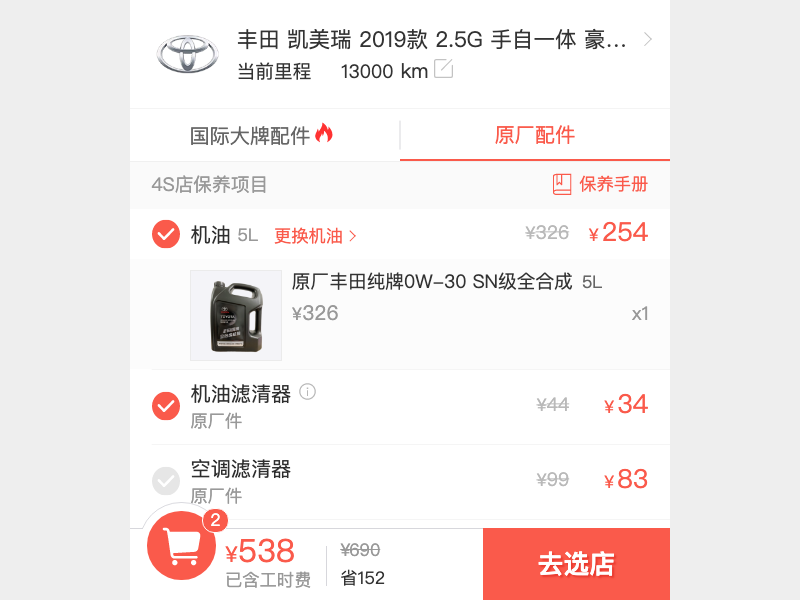 丰田 凯美瑞 2019款 2.5G 手自一体 豪...
当前里程 13000 km
国际大牌配件 原厂配件
4S店保养项目 保养手册
机油 5L 更换机油 > ¥326 ¥254
原厂丰田纯牌0W-30 SN级全合成 5L
¥326 x1
机油滤清器 ¥44 ¥34
原厂件
空调滤清器 ¥99 ¥83
原厂件
2
¥538 ¥690
已含工时费 省152
去选店